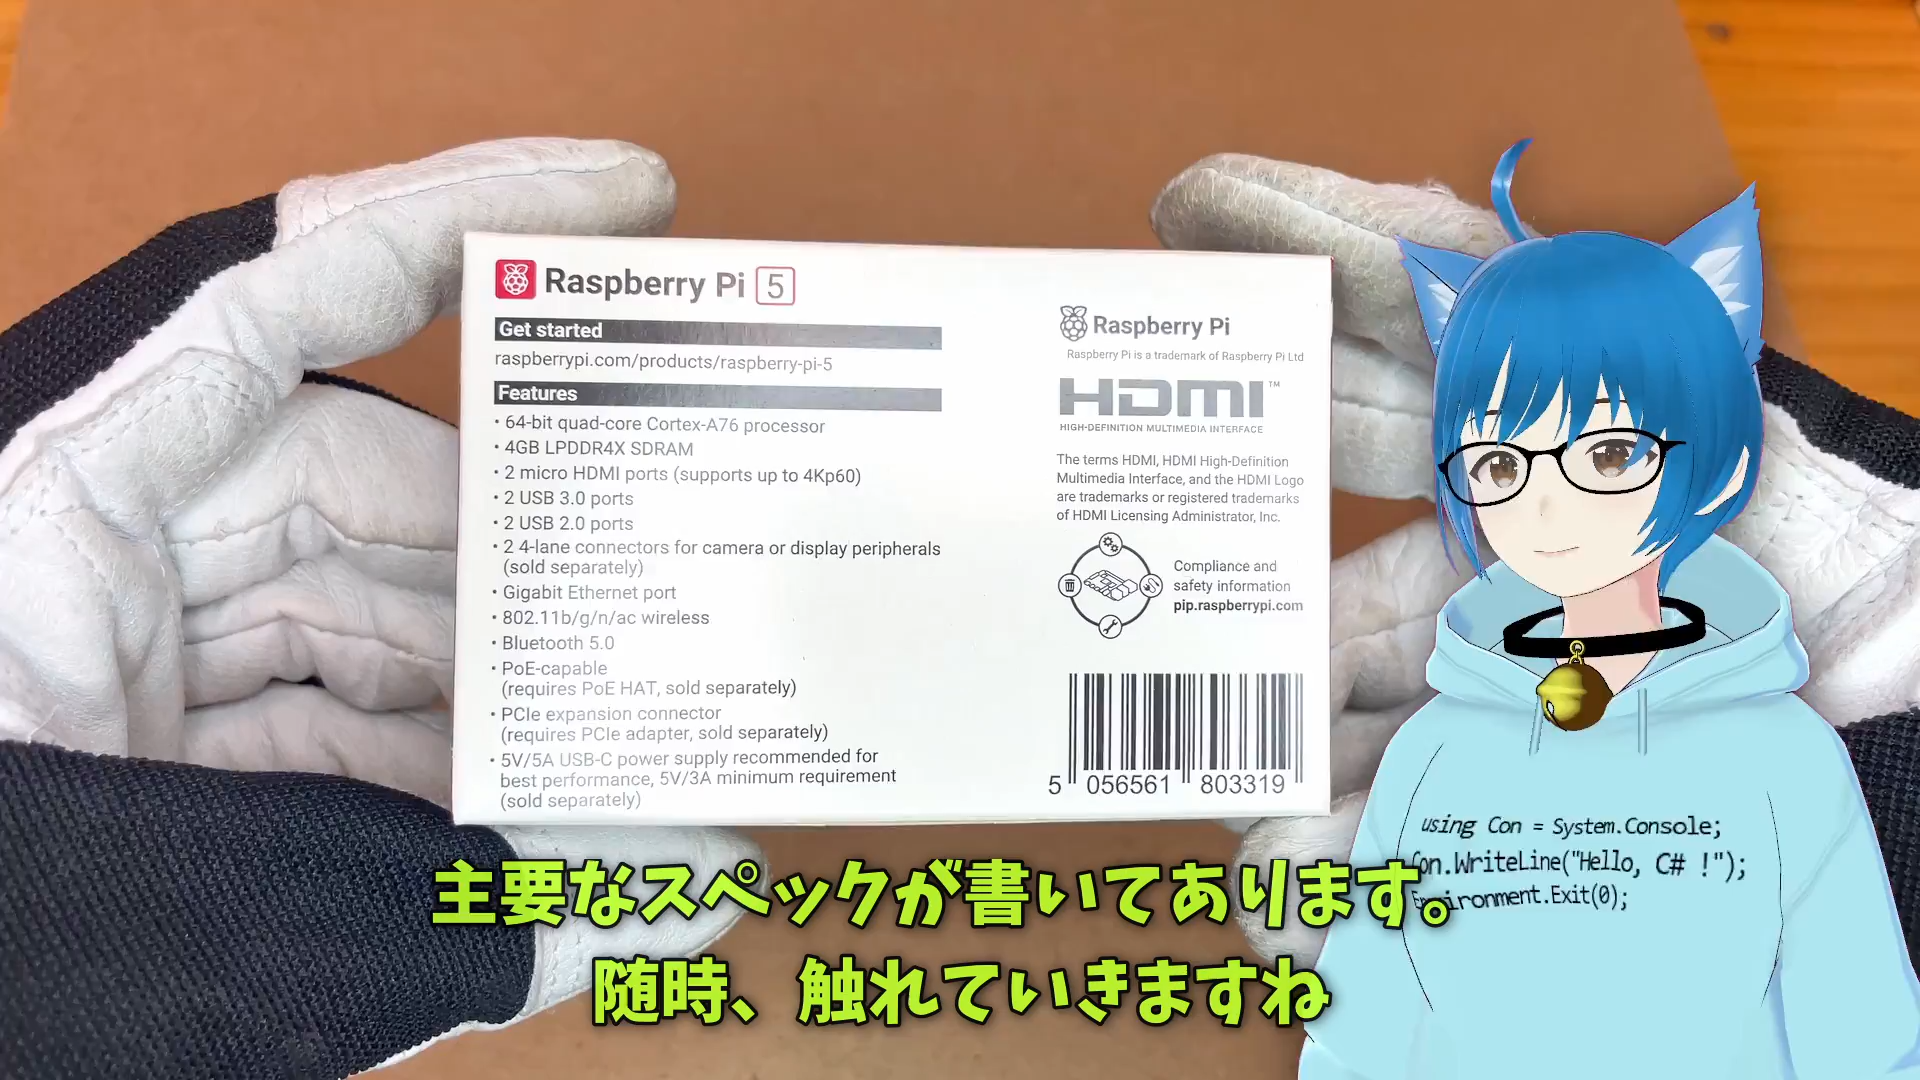 Raspberry Pi 5
Get started
raspberrypi.com/products/raspberry-pi-5
Features
• 64-bit quad-core Cortex-A76 processor
• 4GB LPDDR4X SDRAM
• 2 micro HDMI ports (supports up to 4Kp60)
• 2 USB 3.0 ports
• 2 USB 2.0 ports
• 2 4-lane connectors for camera or display peripherals
(sold separately)
• Gigabit Ethernet port
• 802.11b/g/n/ac wireless
• Bluetooth 5.0
• PoE-capable
(requires PoE HAT, sold separately)
• PCIe expansion connector
(requires PCIe adapter, sold separately)
• 5V/5A USB-C power supply recommended for
best performance, 5V/3A minimum requirement
(sold separately)
Raspberry Pi
Raspberry Pi is a trademark of Raspberry Pi Ltd
HDMI™
HIGH-DEFINITION MULTIMEDIA INTERFACE
The terms HDMI, HDMI High-Definition
Multimedia Interface, and the HDMI Logo
are trademarks or registered trademarks
of HDMI Licensing Administrator, Inc.
Compliance and
safety information
pip.raspberrypi.com
5 056561 803319
using Con = System.Console;
Con.WriteLine("Hello, C# !");
Environment.Exit(0);
主要なスペックが書いてあります。
随時、触れていきますね